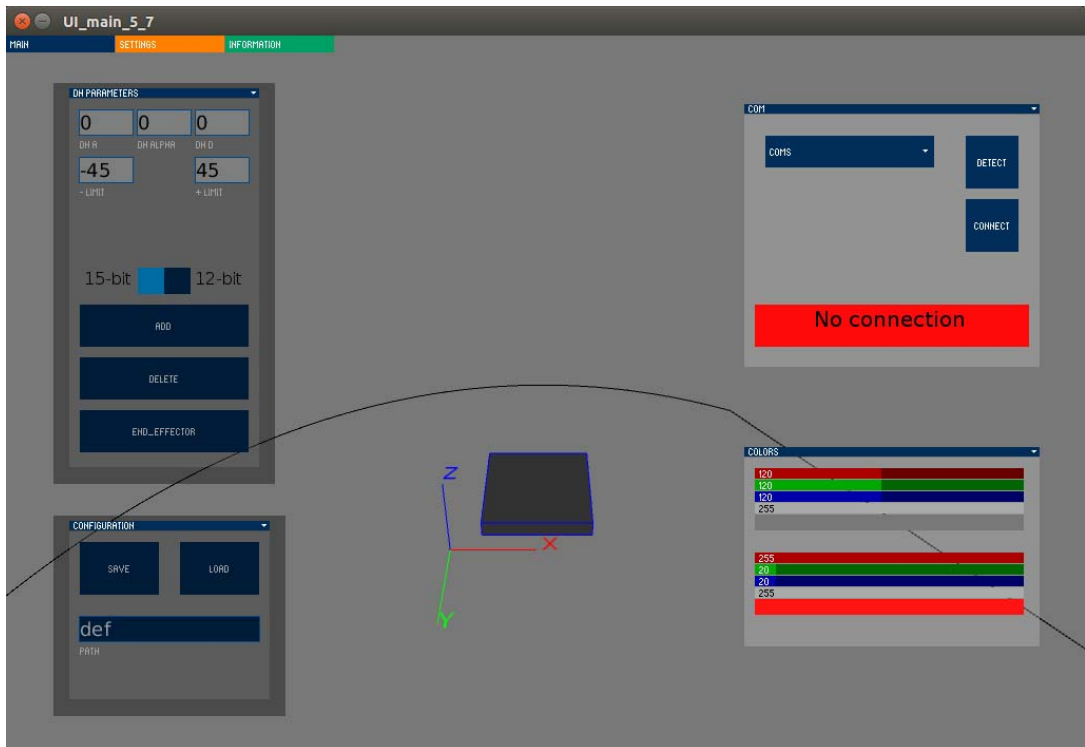 UI_main_5_7
MAIN SETTINGS INFORMATION
DH PARAMETERS
0 0 0
DH A DH ALPHA DH D
-45 45
- LIMIT + LIMIT
15-bit 12-bit
ADD
DELETE
END_EFFECTOR
CONFIGURATION
SAVE LOAD
def
PATH
Z
X
Y
COM
COMS
DETECT
CONNECT
No connection
COLORS
120
120
120
255
255
20
20
255